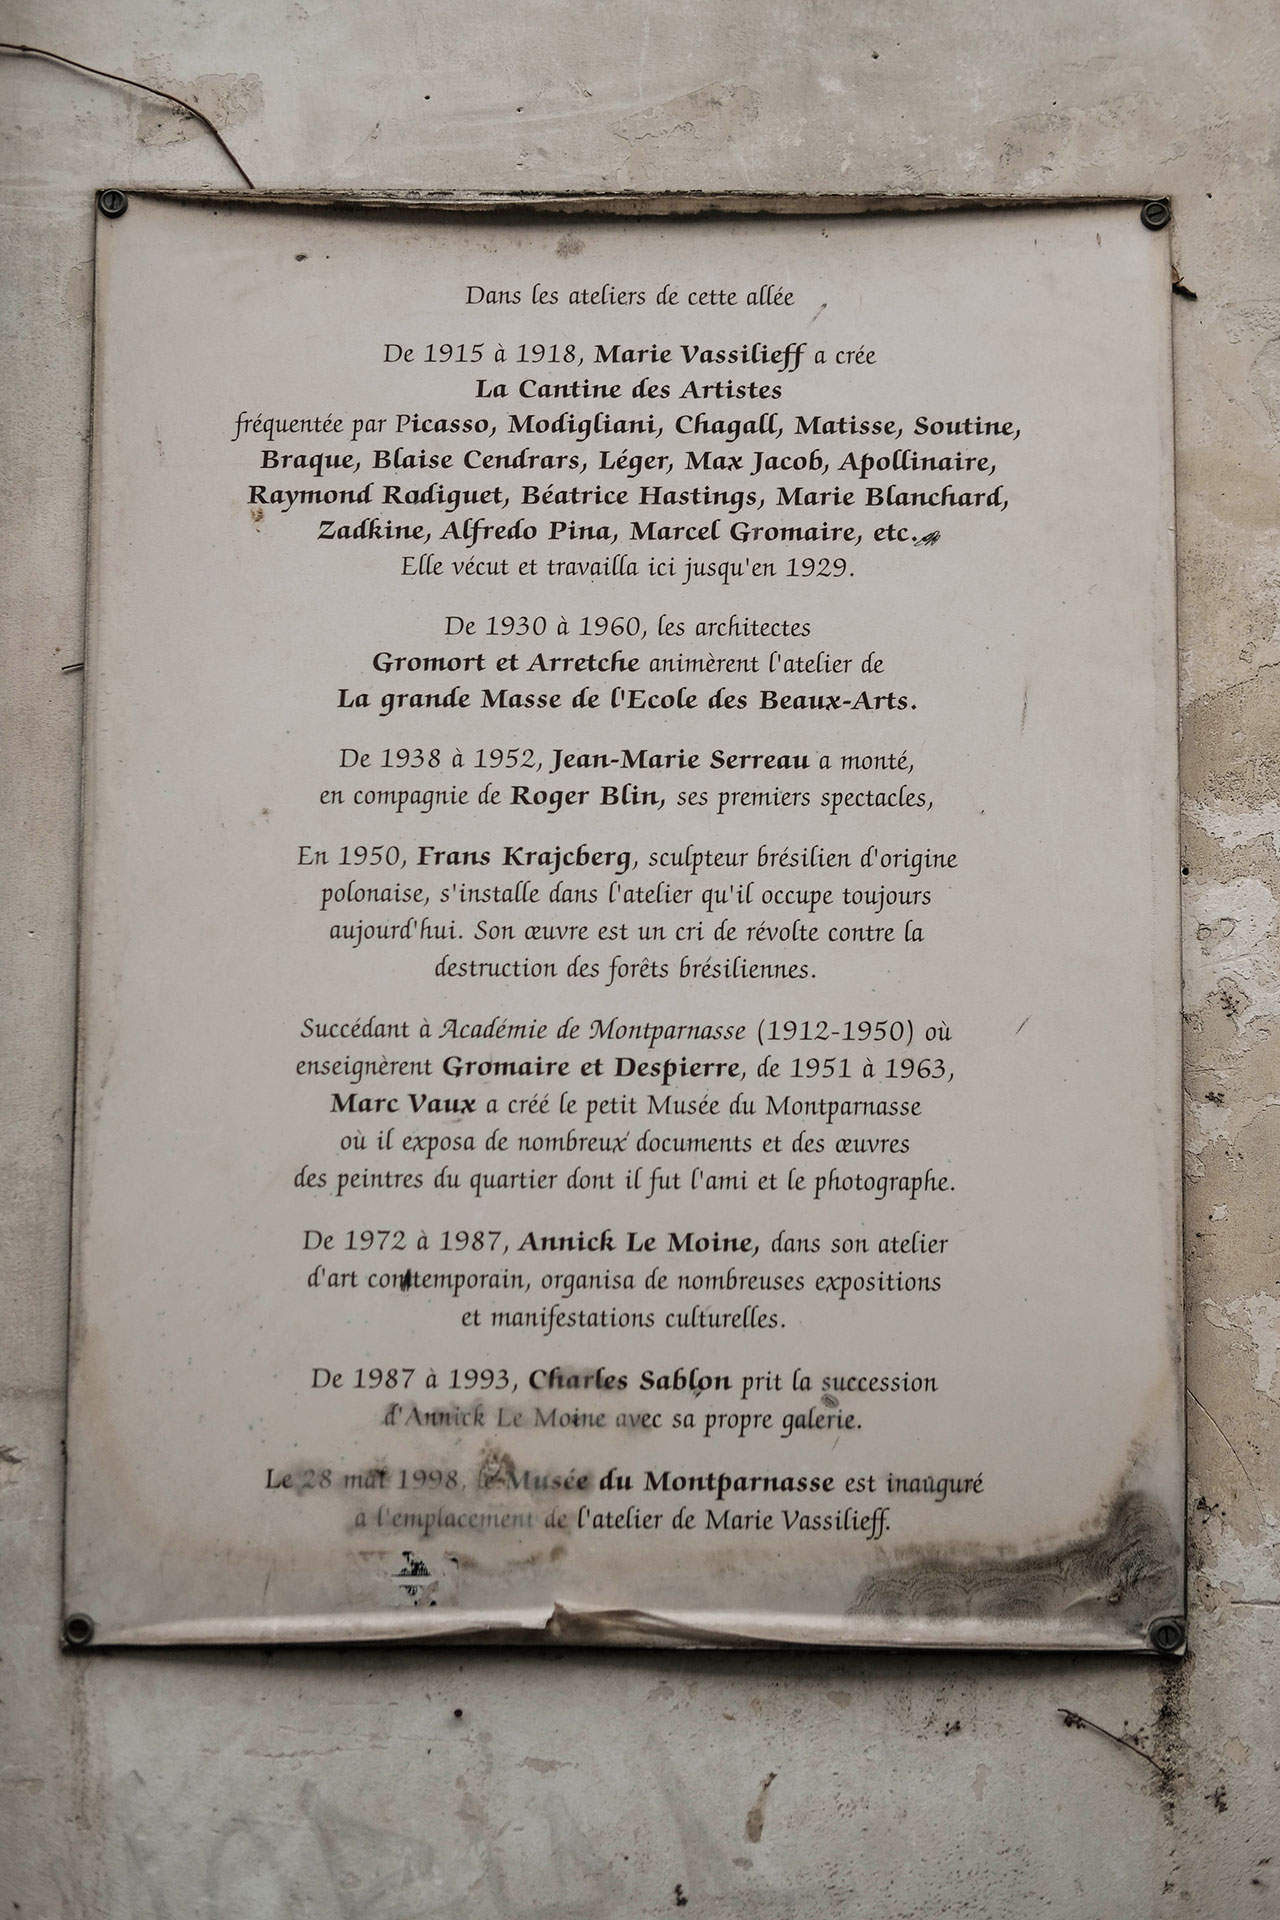 Dans les ateliers de cette allée
De 1915 à 1918, Marie Vassilieff a crée
La Cantine des Artistes
fréquentée par Picasso, Modigliani, Chagall, Matisse, Soutine,
Braque, Blaise Cendrars, Léger, Max Jacob, Apollinaire,
Raymond Radiguet, Béatrice Hastings, Marie Blanchard,
Zadkine, Alfredo Pina, Marcel Gromaire, etc.
Elle vécut et travailla ici jusqu'en 1929.
De 1930 à 1960, les architectes
Gromort et Arretche animèrent l'atelier de
La grande Masse de l'Ecole des Beaux-Arts.
De 1938 à 1952, Jean-Marie Serreau a monté,
en compagnie de Roger Blin, ses premiers spectacles,
En 1950, Frans Krajcberg, sculpteur brésilien d'origine
polonaise, s'installe dans l'atelier qu'il occupe toujours
aujourd'hui. Son œuvre est un cri de révolte contre la
destruction des forêts brésiliennes.
Succédant à Académie de Montparnasse (1912-1950) où
enseignèrent Gromaire et Despierre, de 1951 à 1963,
Marc Vaux a créé le petit Musée du Montparnasse
où il exposa de nombreux documents et des œuvres
des peintres du quartier dont il fut l'ami et le photographe.
De 1972 à 1987, Annick Le Moine, dans son atelier
d'art contemporain, organisa de nombreuses expositions
et manifestations culturelles.
De 1987 à 1993, Charles Sablon prit la succession
d'Annick Le Moine avec sa propre galerie.
Le 28 mai 1998, le Musée du Montparnasse est inauguré
à l'emplacement de l'atelier de Marie Vassilieff.